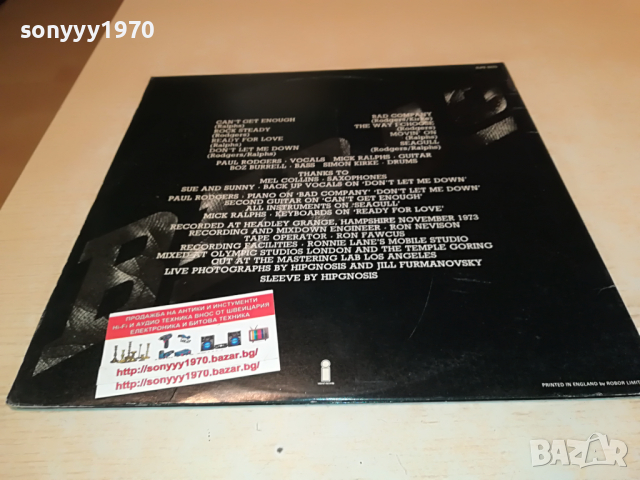 sonyyy1970
CAN'T GET ENOUGH
(Ralphs)
ROCK STEADY
(Rodgers)
READY FOR LOVE
(Ralphs)
DON'T LET ME DOWN
(Rodgers/Ralphs)
BAD COMPANY
(Rodgers/Kirke)
THE WAY I CHOOSE
(Rodgers)
MOVIN' ON
(Ralphs)
SEAGULL
(Rodgers/Ralphs)
PAUL RODGERS · VOCALS MICK RALPHS · GUITAR
BOZ BURRELL · BASS SIMON KIRKE · DRUMS
THANKS TO
MEL COLLINS · SAXOPHONES
SUE AND SUNNY · BACK UP VOCALS ON 'DON'T LET ME DOWN'
PAUL RODGERS · PIANO ON 'BAD COMPANY' 'DON'T LET ME DOWN'
SECOND GUITAR ON 'CAN'T GET ENOUGH'
ALL INSTRUMENTS ON 'SEAGULL'
MICK RALPHS · KEYBOARDS ON 'READY FOR LOVE'
RECORDED AT HEADLEY GRANGE, HAMPSHIRE NOVEMBER 1973
RECORDING AND MIXDOWN ENGINEER · RON NEVISON
TAPE OPERATOR · RON FAWCUS
RECORDING FACILITIES · RONNIE LANE'S MOBILE STUDIO
MIXED AT OLYMPIC STUDIOS LONDON AND THE TEMPLE GORING
CUT AT THE MASTERING LAB LOS ANGELES
LIVE PHOTOGRAPHS BY HIPGNOSIS AND JILL FURMANOVSKY
SLEEVE BY HIPGNOSIS
ПРОДАЖБА НА АНТИКИ И ИНСТУМЕНТИ
Hi-Fi И АУДИО ТЕХНИКА ВНОС ОТ ШВЕЙЦАРИЯ
ЕЛЕКТРОНИКА И БИТОВА ТЕХНИКА
http://sonyyy1970.bazar.bg/
http://sonyyy1970.bazar.bg/
PRINTED IN ENGLAND by ROBOR LIMIT
sonyyy1970
bazar